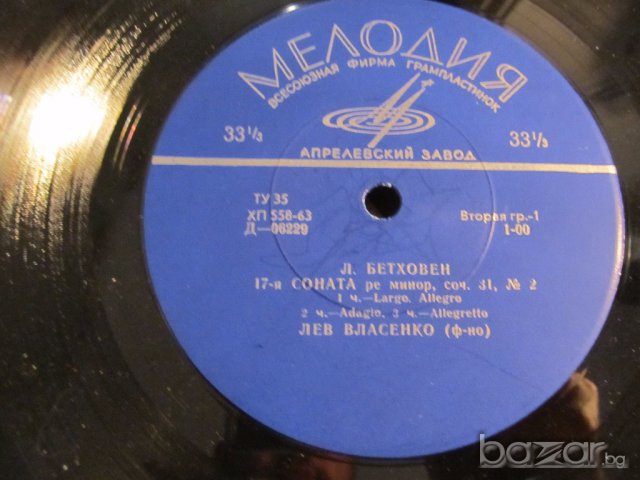 МЕЛОДИЯ
ВСЕСОЮЗНАЯ ФИРМА ГРАМПЛАСТИНОК
33⅓ 33⅓
АПРЕЛЕВСКИЙ ЗАВОД
ТУ 35
ХП 558-63 Вторая гр.-1
Д—06229 1-00
Л. БЕТХОВЕН
17-я СОНАТА ре минор, соч. 31, № 2
1 ч.—Largo. Allegro
2 ч.—Adagio, 3 ч.—Allegretto
ЛЕВ ВЛАСЕНКО (ф-но)
bazar.bg